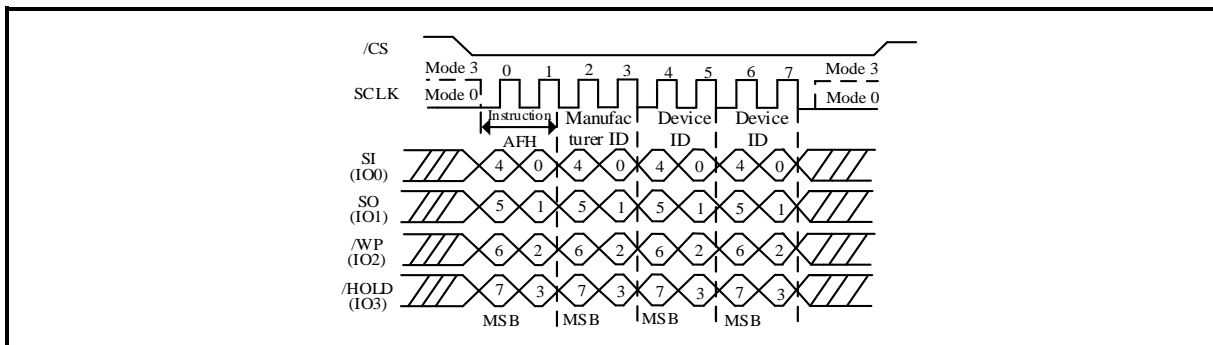 /CS
Mode 3 0 1 2 3 4 5 6 7 Mode 3
SCLK Mode 0 Mode 0
Instruction Manufac Device Device
AFH turer ID ID ID
SI 4 0 4 0 4 0 4 0
(IO0)
SO 5 1 5 1 5 1 5 1
(IO1)
/WP 6 2 6 2 6 2 6 2
(IO2)
/HOLD 7 3 7 3 7 3 7 3
(IO3)
MSB MSB MSB MSB